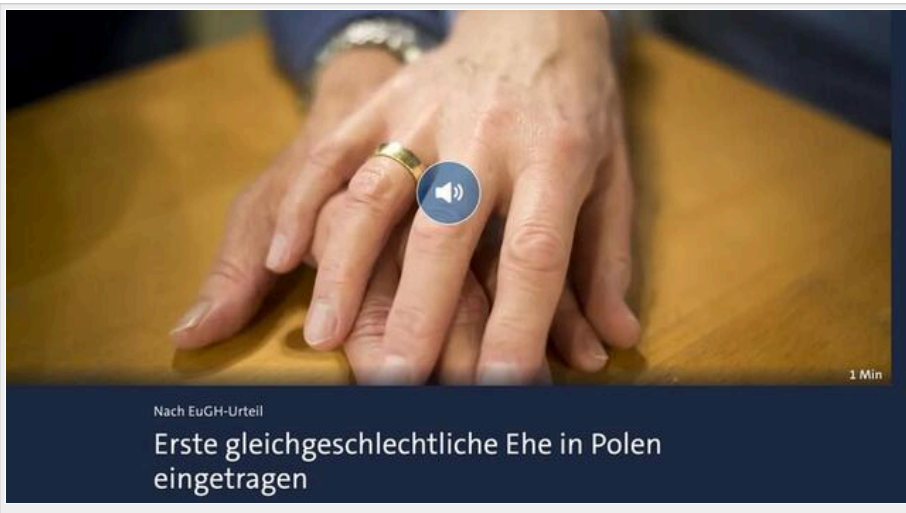 1 Min
Nach EuGH-Urteil
Erste gleichgeschlechtliche Ehe in Polen
eingetragen